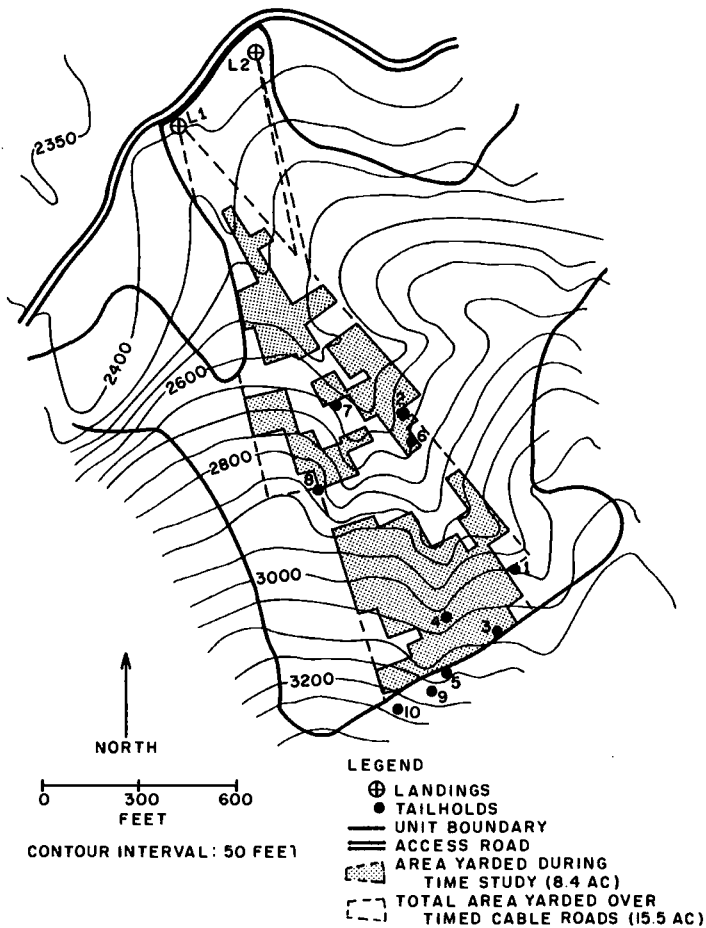 L2
L1
2350
2400
2600
7
2
6
2800
8
1
3000
4
3
3200
5
9
10
NORTH
0 300 600
FEET
CONTOUR INTERVAL: 50 FEET
LEGEND
LANDINGS
TAILHOLDS
UNIT BOUNDARY
ACCESS ROAD
AREA YARDED DURING
TIME STUDY (8.4 AC)
TOTAL AREA YARDED OVER
TIMED CABLE ROADS (15.5 AC)